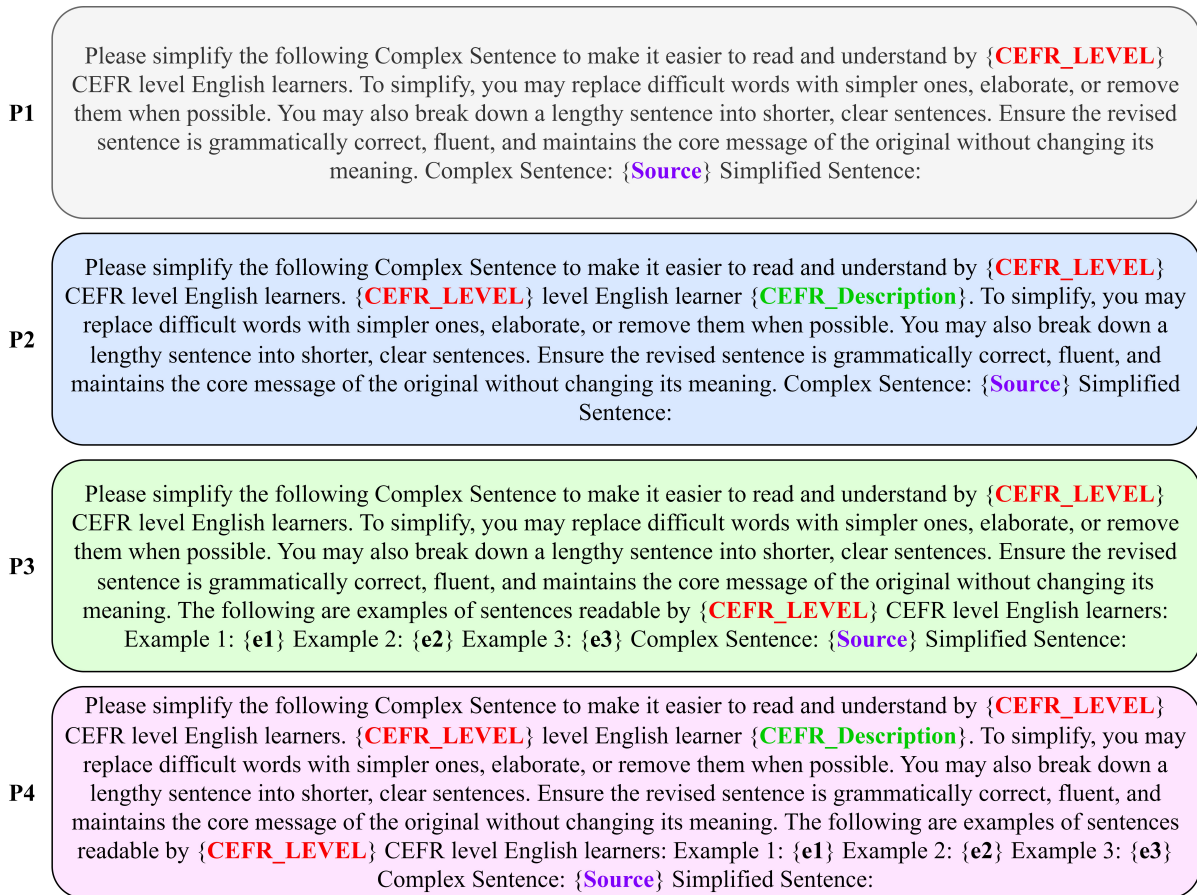 P1
Please simplify the following Complex Sentence to make it easier to read and understand by {CEFR_LEVEL}
CEFR level English learners. To simplify, you may replace difficult words with simpler ones, elaborate, or remove
them when possible. You may also break down a lengthy sentence into shorter, clear sentences. Ensure the revised
sentence is grammatically correct, fluent, and maintains the core message of the original without changing its
meaning. Complex Sentence: {Source} Simplified Sentence:
P2
Please simplify the following Complex Sentence to make it easier to read and understand by {CEFR_LEVEL}
CEFR level English learners. {CEFR_LEVEL} level English learner {CEFR_Description}. To simplify, you may
replace difficult words with simpler ones, elaborate, or remove them when possible. You may also break down a
lengthy sentence into shorter, clear sentences. Ensure the revised sentence is grammatically correct, fluent, and
maintains the core message of the original without changing its meaning. Complex Sentence: {Source} Simplified
Sentence:
P3
Please simplify the following Complex Sentence to make it easier to read and understand by {CEFR_LEVEL}
CEFR level English learners. To simplify, you may replace difficult words with simpler ones, elaborate, or remove
them when possible. You may also break down a lengthy sentence into shorter, clear sentences. Ensure the revised
sentence is grammatically correct, fluent, and maintains the core message of the original without changing its
meaning. The following are examples of sentences readable by {CEFR_LEVEL} CEFR level English learners:
Example 1: {e1} Example 2: {e2} Example 3: {e3} Complex Sentence: {Source} Simplified Sentence:
P4
Please simplify the following Complex Sentence to make it easier to read and understand by {CEFR_LEVEL}
CEFR level English learners. {CEFR_LEVEL} level English learner {CEFR_Description}. To simplify, you may
replace difficult words with simpler ones, elaborate, or remove them when possible. You may also break down a
lengthy sentence into shorter, clear sentences. Ensure the revised sentence is grammatically correct, fluent, and
maintains the core message of the original without changing its meaning. The following are examples of sentences
readable by {CEFR_LEVEL} CEFR level English learners: Example 1: {e1} Example 2: {e2} Example 3: {e3}
Complex Sentence: {Source} Simplified Sentence: